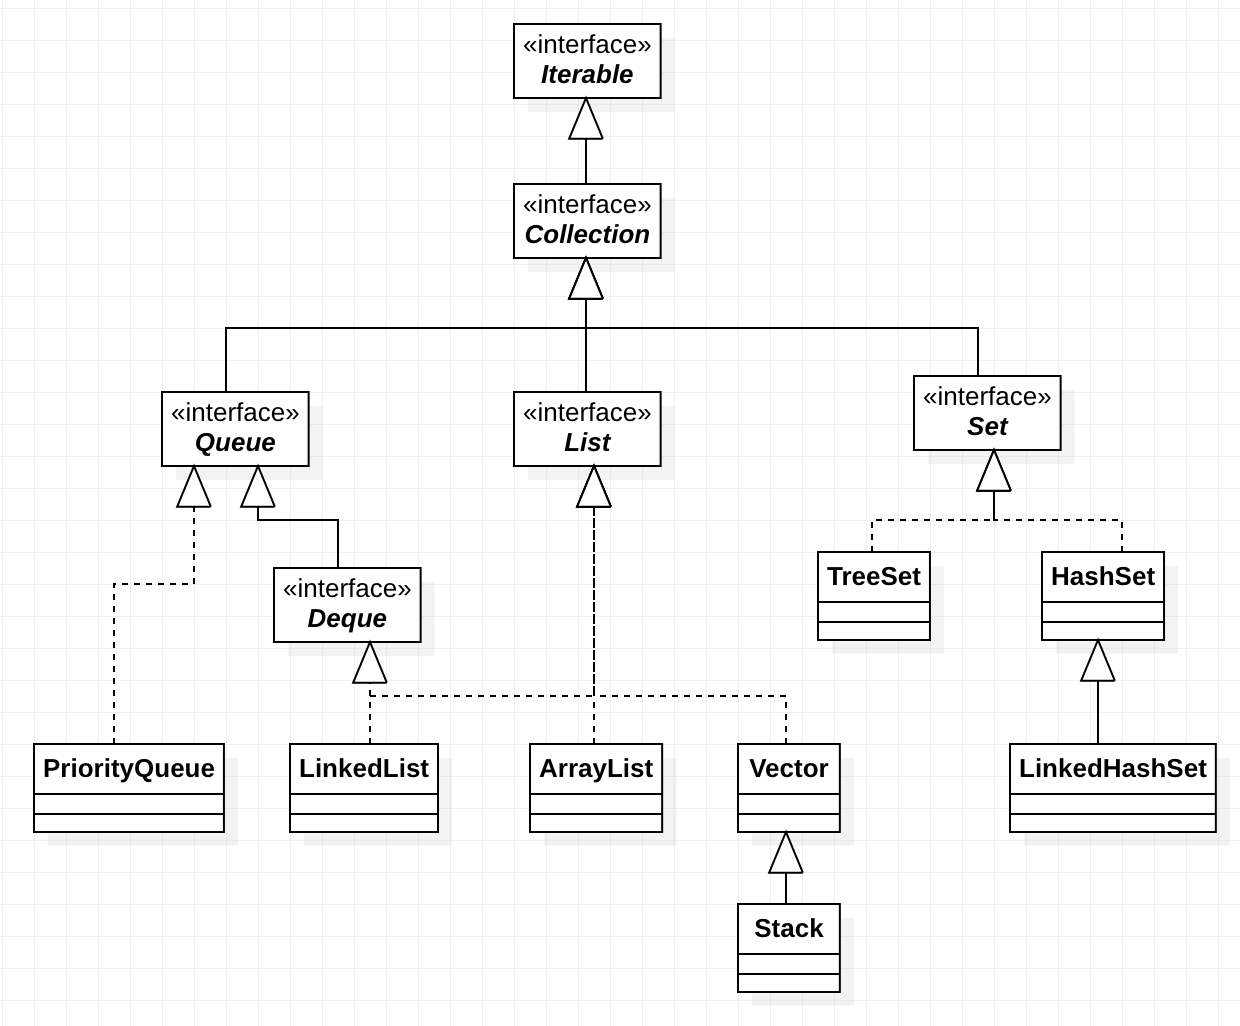 «interface»
Iterable
«interface»
Collection
«interface»
Queue
«interface»
List
«interface»
Set
«interface»
Deque
TreeSet
HashSet
PriorityQueue
LinkedList
ArrayList
Vector
LinkedHashSet
Stack